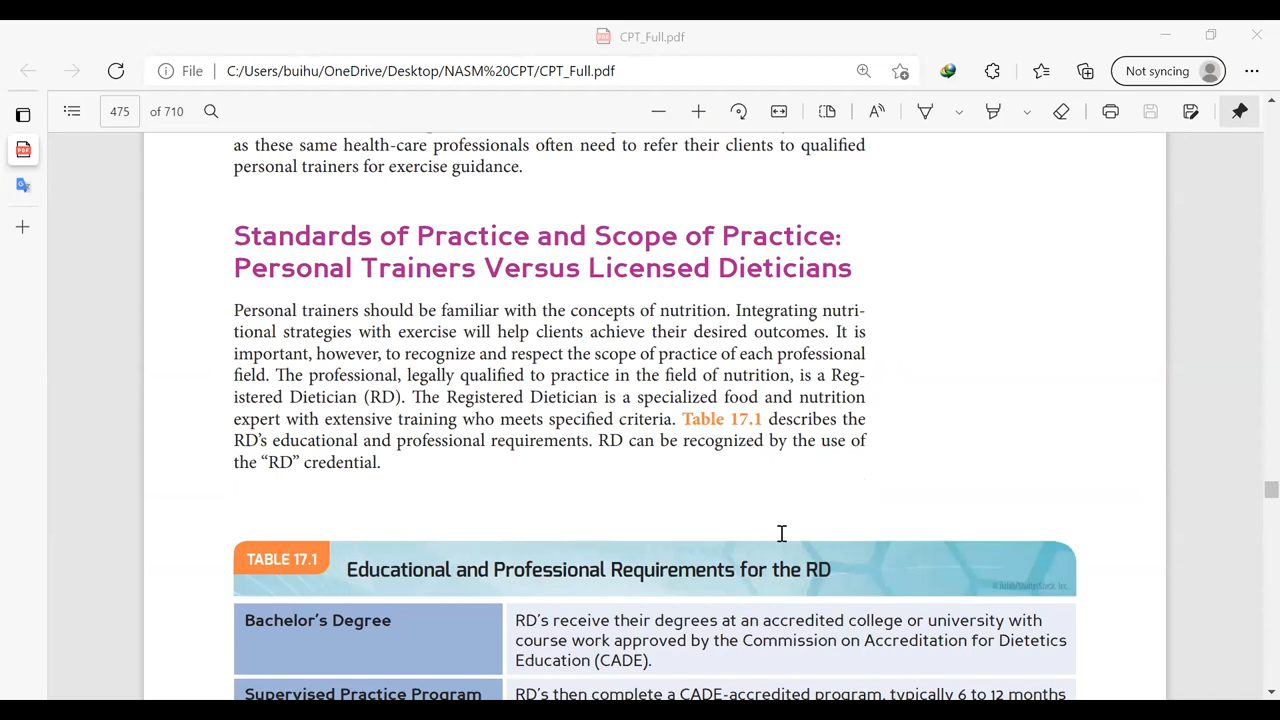 CPT_Full.pdf
File
C:/Users/buihu/OneDrive/Desktop/NASM%20CPT/CPT_Full.pdf
Not syncing
475 of 710
as these same health-care professionals often need to refer their clients to qualified
personal trainers for exercise guidance.
Standards of Practice and Scope of Practice:
Personal Trainers Versus Licensed Dieticians
Personal trainers should be familiar with the concepts of nutrition. Integrating nutri-
tional strategies with exercise will help clients achieve their desired outcomes. It is
important, however, to recognize and respect the scope of practice of each professional
field. The professional, legally qualified to practice in the field of nutrition, is a Reg-
istered Dietician (RD). The Registered Dietician is a specialized food and nutrition
expert with extensive training who meets specified criteria. Table 17.1 describes the
RD's educational and professional requirements. RD can be recognized by the use of
the “RD” credential.
TABLE 17.1
Educational and Professional Requirements for the RD
Bachelor's Degree
RD's receive their degrees at an accredited college or university with
course work approved by the Commission on Accreditation for Dietetics
Education (CADE).
Supervised Practice Program
RD's then complete a CADE-accredited program, typically 6 to 12 months